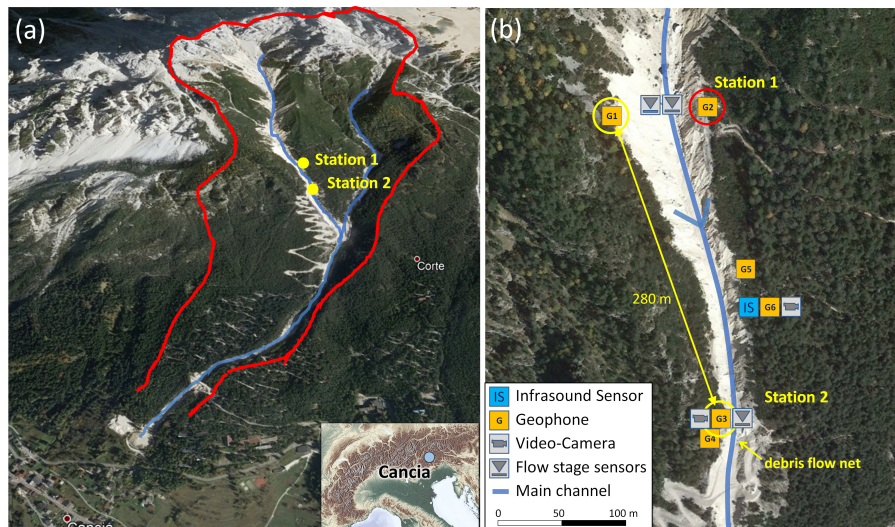 (a)
Station 1
Station 2
Corte
Cancia
Cancia
(b)
Station 1
G1
G2
280 m
G5
IS
G6
Station 2
G3
G4
debris flow net
IS Infrasound Sensor
G Geophone
Video-Camera
Flow stage sensors
Main channel
0 50 100 m